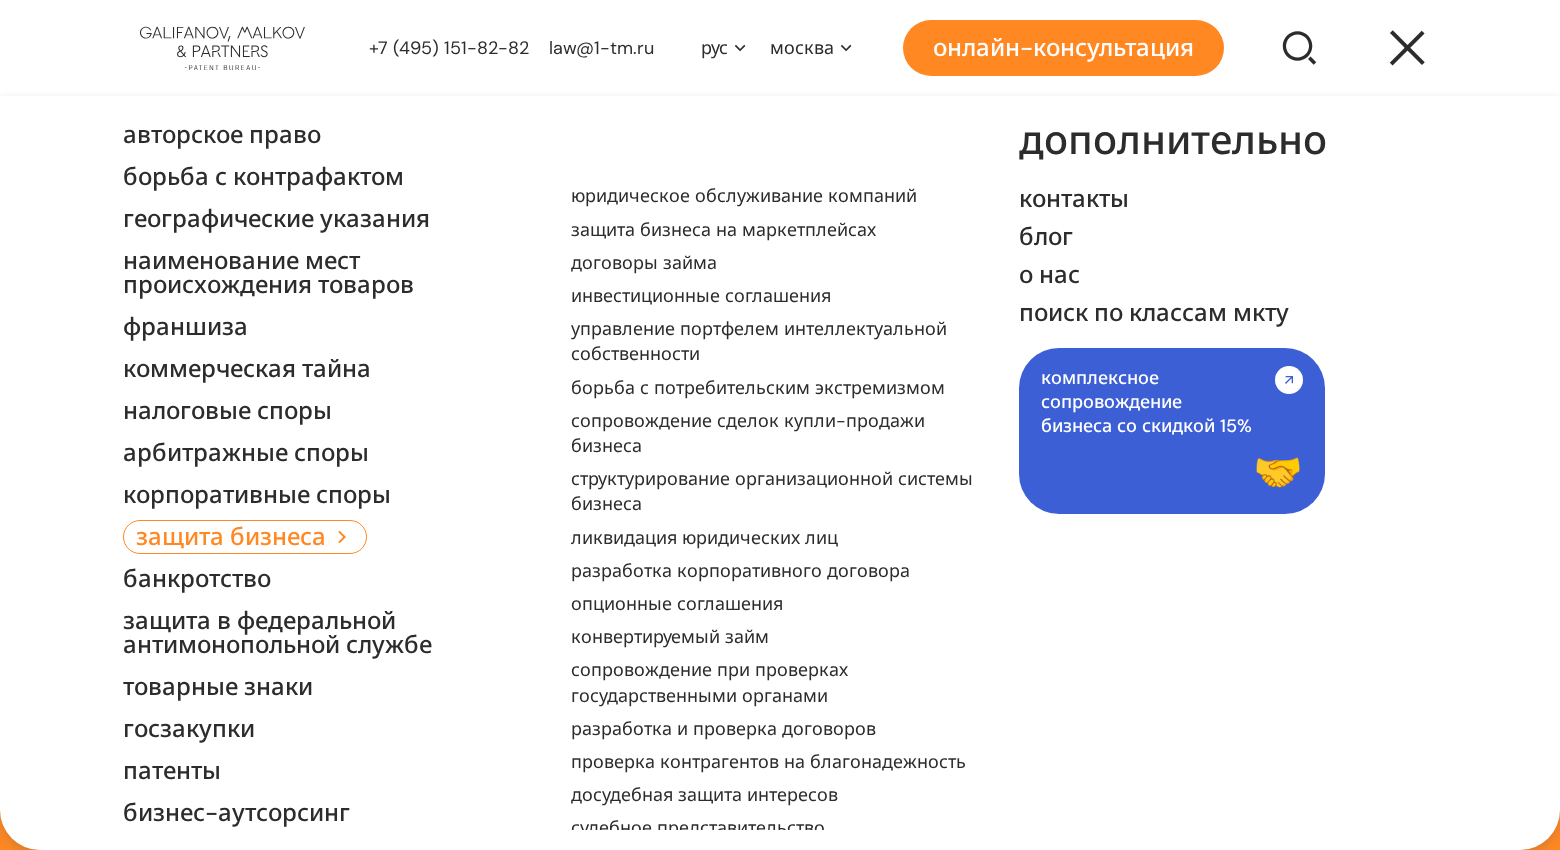 GALIFANOV, MALKOV
& PARTNERS
-PATENT BUREAU-
+7 (495) 151-82-82
law@1-tm.ru
рус
москва
онлайн-консультация
авторское право
борьба с контрафактом
географические указания
наименование мест
происхождения товаров
франшиза
коммерческая тайна
налоговые споры
арбитражные споры
корпоративные споры
защита бизнеса
банкротство
защита в федеральной
антимонопольной службе
товарные знаки
госзакупки
патенты
бизнес-аутсорсинг
юридическое обслуживание компаний
защита бизнеса на маркетплейсах
договоры займа
инвестиционные соглашения
управление портфелем интеллектуальной
собственности
борьба с потребительским экстремизмом
сопровождение сделок купли-продажи
бизнеса
структурирование организационной системы
бизнеса
ликвидация юридических лиц
разработка корпоративного договора
опционные соглашения
конвертируемый займ
сопровождение при проверках
государственными органами
разработка и проверка договоров
проверка контрагентов на благонадежность
досудебная защита интересов
судебное представительство
дополнительно
контакты
блог
о нас
поиск по классам мкту
комплексное
сопровождение
бизнеса со скидкой 15%